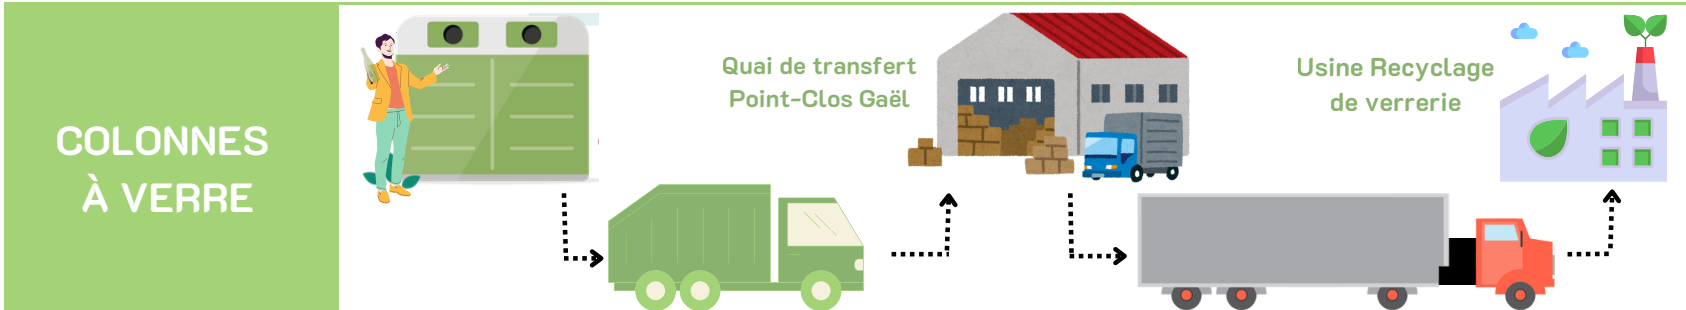 COLONNES
À VERRE
Quai de transfert
Point-Clos Gaël
Usine Recyclage
de verrerie